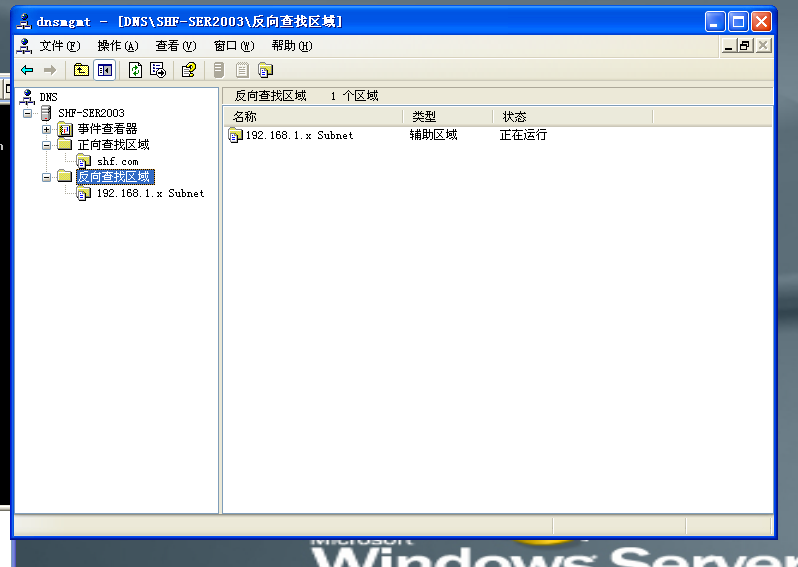 dnsmgmt - [DNS\SHF-SER2003\反向查找区域]
文件(F) 操作(A) 查看(V) 窗口(W) 帮助(H)
DNS
SHF-SER2003
事件查看器
正向查找区域
shf.com
反向查找区域
192.168.1.x Subnet
反向查找区域 1 个区域
名称 类型 状态
192.168.1.x Subnet 辅助区域 正在运行
Microsoft
Windows Server